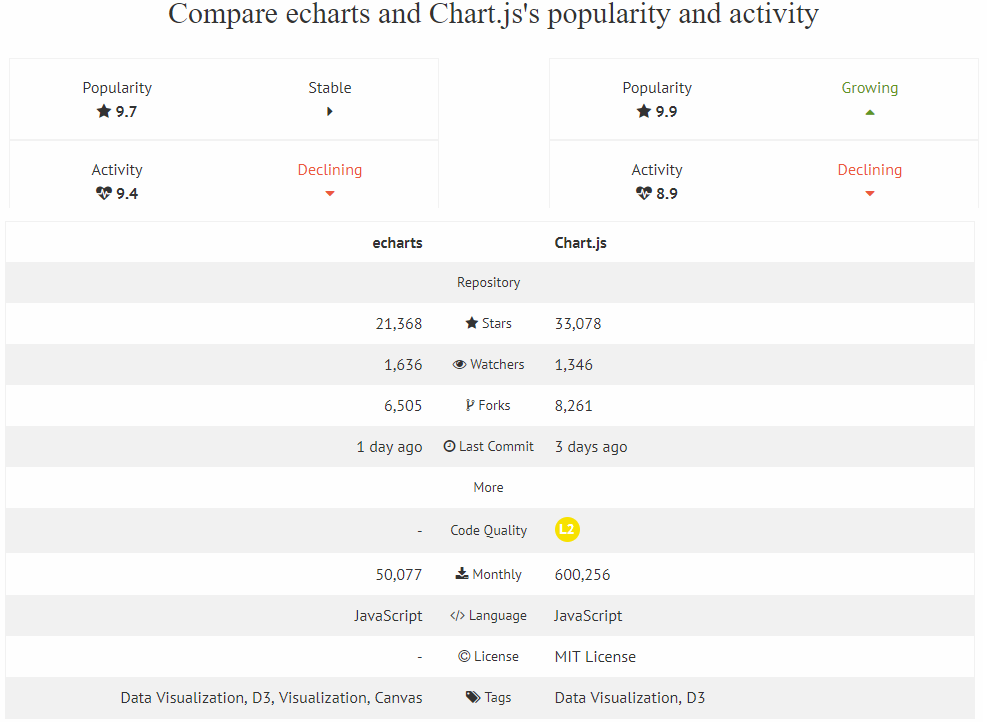 Compare echarts and Chart.js's popularity and activity
Popularity Stable
9.7
Activity Declining
9.4
Popularity Growing
9.9
Activity Declining
8.9
echarts Chart.js
Repository
21,368 Stars 33,078
1,636 Watchers 1,346
6,505 Forks 8,261
1 day ago Last Commit 3 days ago
More
- Code Quality L2
50,077 Monthly 600,256
JavaScript </> Language JavaScript
- © License MIT License
Data Visualization, D3, Visualization, Canvas Tags Data Visualization, D3